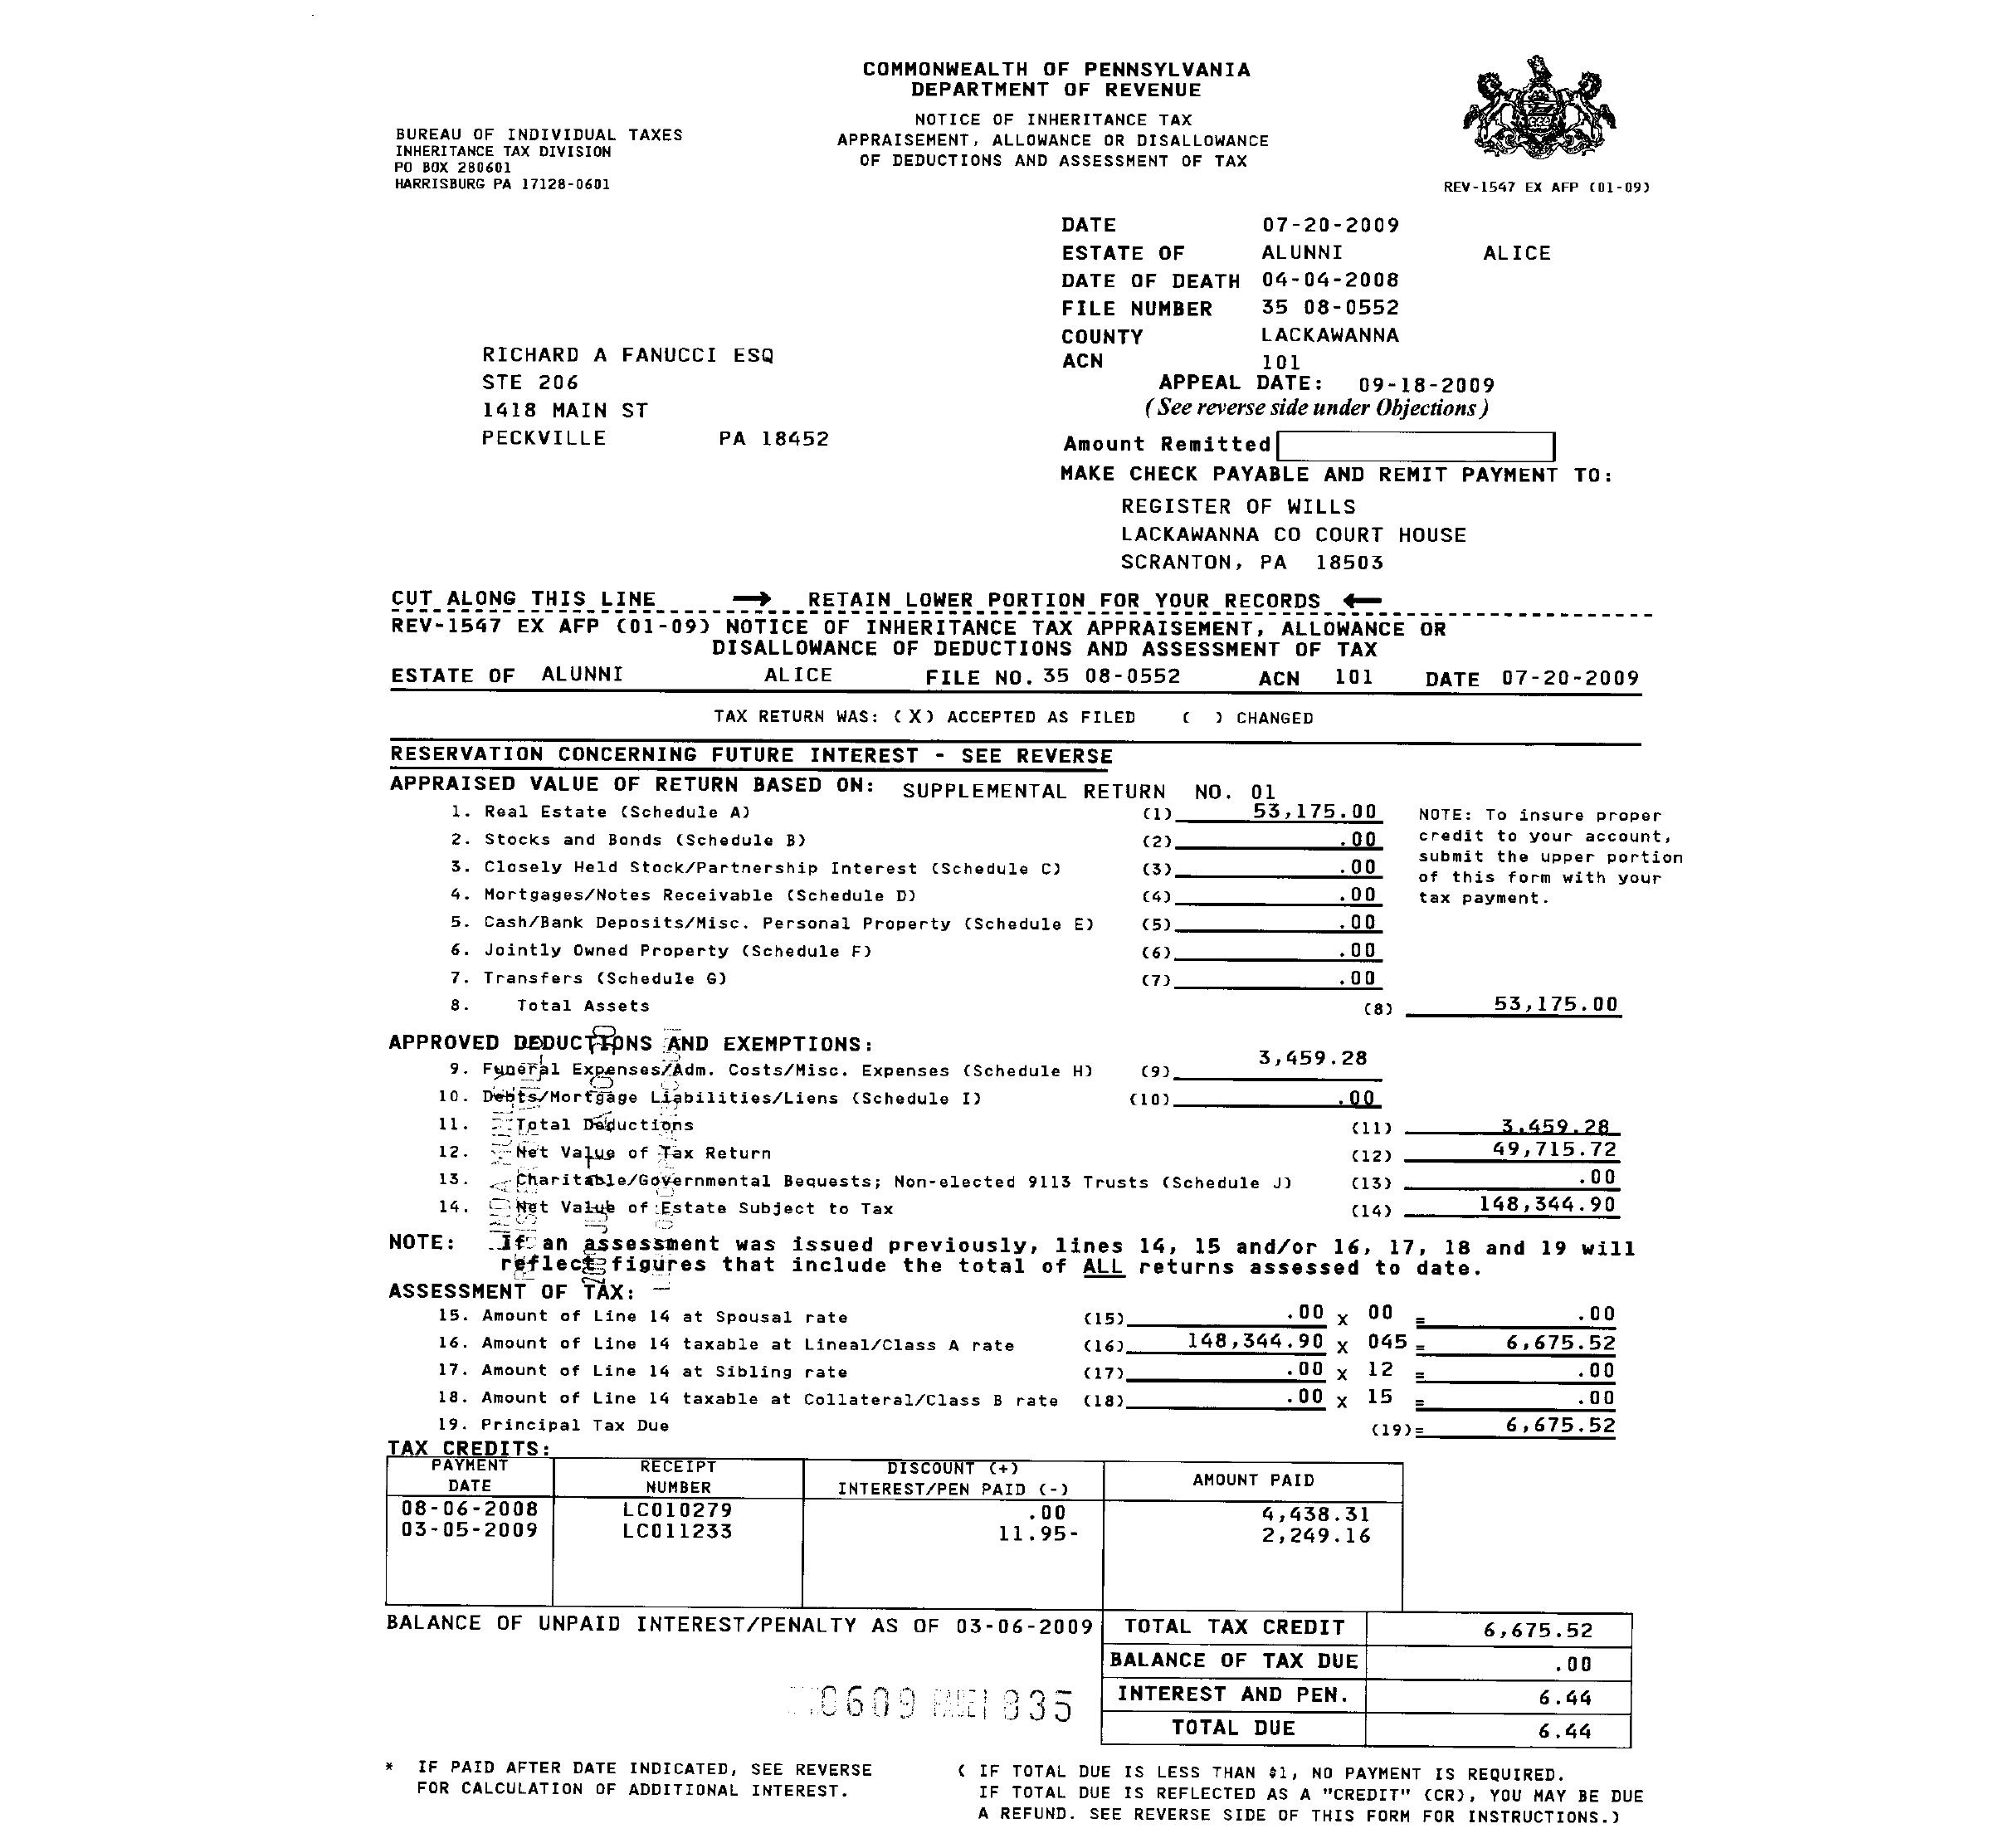 COMMONWEALTH OF PENNSYLVANIA
DEPARTMENT OF REVENUE
NOTICE OF INHERITANCE TAX
APPRAISEMENT, ALLOWANCE OR DISALLOWANCE
OF DEDUCTIONS AND ASSESSMENT OF TAX
BUREAU OF INDIVIDUAL TAXES
INHERITANCE TAX DIVISION
PO BOX 280601
HARRISBURG PA 17128-0601
REV-1547 EX AFP (01-09)
DATE 07-20-2009
ESTATE OF ALUNNI ALICE
DATE OF DEATH 04-04-2008
FILE NUMBER 35 08-0552
COUNTY LACKAWANNA
ACN 101
APPEAL DATE: 09-18-2009
(See reverse side under Objections)
RICHARD A FANUCCI ESQ
STE 206
1418 MAIN ST
PECKVILLE PA 18452
Amount Remitted
MAKE CHECK PAYABLE AND REMIT PAYMENT TO:
REGISTER OF WILLS
LACKAWANNA CO COURT HOUSE
SCRANTON, PA 18503
CUT ALONG THIS LINE → RETAIN LOWER PORTION FOR YOUR RECORDS ←
REV-1547 EX AFP (01-09) NOTICE OF INHERITANCE TAX APPRAISEMENT, ALLOWANCE OR
DISALLOWANCE OF DEDUCTIONS AND ASSESSMENT OF TAX
ESTATE OF ALUNNI ALICE FILE NO. 35 08-0552 ACN 101 DATE 07-20-2009
TAX RETURN WAS: (X) ACCEPTED AS FILED ( ) CHANGED
RESERVATION CONCERNING FUTURE INTEREST - SEE REVERSE
APPRAISED VALUE OF RETURN BASED ON: SUPPLEMENTAL RETURN NO. 01
1. Real Estate (Schedule A) (1) 53,175.00
2. Stocks and Bonds (Schedule B) (2) .00
3. Closely Held Stock/Partnership Interest (Schedule C) (3) .00
4. Mortgages/Notes Receivable (Schedule D) (4) .00
5. Cash/Bank Deposits/Misc. Personal Property (Schedule E) (5) .00
6. Jointly Owned Property (Schedule F) (6) .00
7. Transfers (Schedule G) (7) .00
8. Total Assets (8) 53,175.00
NOTE: To insure proper
credit to your account,
submit the upper portion
of this form with your
tax payment.
APPROVED DEDUCTIONS AND EXEMPTIONS:
9. Funeral Expenses/Adm. Costs/Misc. Expenses (Schedule H) (9) 3,459.28
10. Debts/Mortgage Liabilities/Liens (Schedule I) (10) .00
11. Total Deductions (11) 3,459.28
12. Net Value of Tax Return (12) 49,715.72
13. Charitable/Governmental Bequests; Non-elected 9113 Trusts (Schedule J) (13) .00
14. Net Value of Estate Subject to Tax (14) 148,344.90
NOTE: If an assessment was issued previously, lines 14, 15 and/or 16, 17, 18 and 19 will
reflect figures that include the total of ALL returns assessed to date.
ASSESSMENT OF TAX:
15. Amount of Line 14 at Spousal rate (15) .00 x 00 = .00
16. Amount of Line 14 taxable at Lineal/Class A rate (16) 148,344.90 x 045 = 6,675.52
17. Amount of Line 14 at Sibling rate (17) .00 x 12 = .00
18. Amount of Line 14 taxable at Collateral/Class B rate (18) .00 x 15 = .00
19. Principal Tax Due (19)= 6,675.52
TAX CREDITS:
PAYMENT DATE RECEIPT NUMBER DISCOUNT (+) INTEREST/PEN PAID (-) AMOUNT PAID
08-06-2008 LC010279 .00 4,438.31
03-05-2009 LC011233 11.95- 2,249.16
BALANCE OF UNPAID INTEREST/PENALTY AS OF 03-06-2009
TOTAL TAX CREDIT 6,675.52
BALANCE OF TAX DUE .00
INTEREST AND PEN. 6.44
TOTAL DUE 6.44
* IF PAID AFTER DATE INDICATED, SEE REVERSE
FOR CALCULATION OF ADDITIONAL INTEREST.
( IF TOTAL DUE IS LESS THAN $1, NO PAYMENT IS REQUIRED.
IF TOTAL DUE IS REFLECTED AS A "CREDIT" (CR), YOU MAY BE DUE
A REFUND. SEE REVERSE SIDE OF THIS FORM FOR INSTRUCTIONS.)